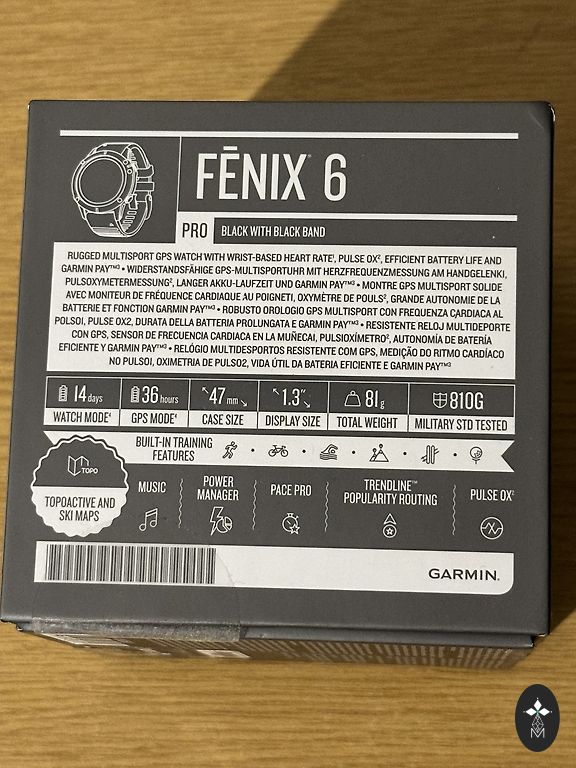 FĒNIX® 6
PRO BLACK WITH BLACK BAND
RUGGED MULTISPORT GPS WATCH WITH WRIST-BASED HEART RATE¹, PULSE OX², EFFICIENT BATTERY LIFE AND
GARMIN PAY™³ • WIDERSTANDSFÄHIGE GPS-MULTISPORTUHR MIT HERZFREQUENZMESSUNG AM HANDGELENK¹,
PULSOXYMETERMESSUNG², LANGER AKKU-LAUFZEIT UND GARMIN PAY™³ • MONTRE GPS MULTISPORT SOLIDE
AVEC MONITEUR DE FRÉQUENCE CARDIAQUE AU POIGNET¹, OXYMÈTRE DE POULS², GRANDE AUTONOMIE DE LA
BATTERIE ET FONCTION GARMIN PAY™³ • ROBUSTO OROLOGIO GPS MULTISPORT CON FREQUENZA CARDIACA AL
POLSO¹, PULSE OX2, DURATA DELLA BATTERIA PROLUNGATA E GARMIN PAY™³ • RESISTENTE RELOJ MULTIDEPORTE
CON GPS, SENSOR DE FRECUENCIA CARDIACA EN LA MUÑECA¹, PULSIOXÍMETRO², AUTONOMÍA DE BATERÍA
EFICIENTE Y GARMIN PAY™³ • RELÓGIO MULTIDESPORTOS RESISTENTE COM GPS, MEDIÇÃO DO RITMO CARDÍACO
NO PULSO¹, OXIMETRIA DE PULSO2, VIDA ÚTIL DA BATERIA EFICIENTE E GARMIN PAY™³
14 days 36 hours 47 mm 1.3" 81g 810G
WATCH MODE⁴ GPS MODE⁴ CASE SIZE DISPLAY SIZE TOTAL WEIGHT MILITARY STD TESTED
BUILT-IN TRAINING
FEATURES
TOPO
TOPOACTIVE AND
SKI MAPS
MUSIC
POWER
MANAGER
PACE PRO
TRENDLINE™
POPULARITY ROUTING
PULSE OX²
GARMIN.
M